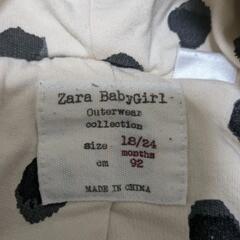 Zara BabyGirl
Outerwear
collection
size- 18/24
months
cm 92
MADE IN CHINA